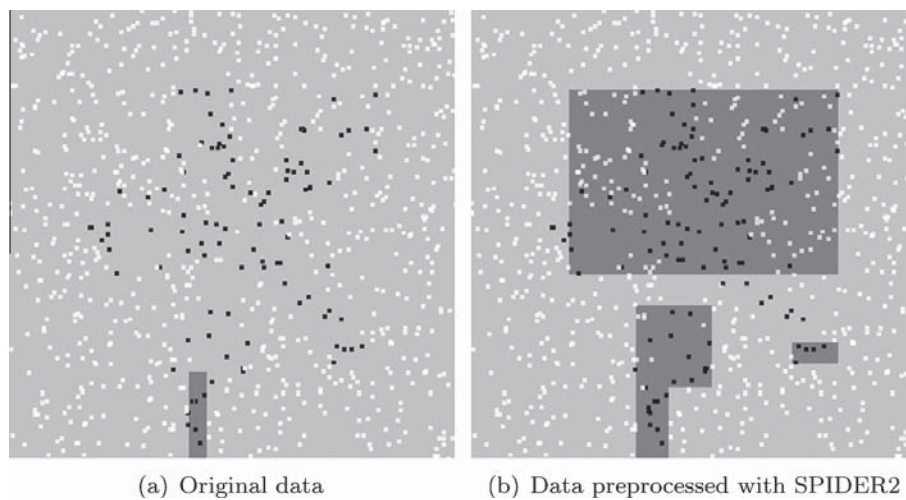 (a) Original data
(b) Data preprocessed with SPIDER2